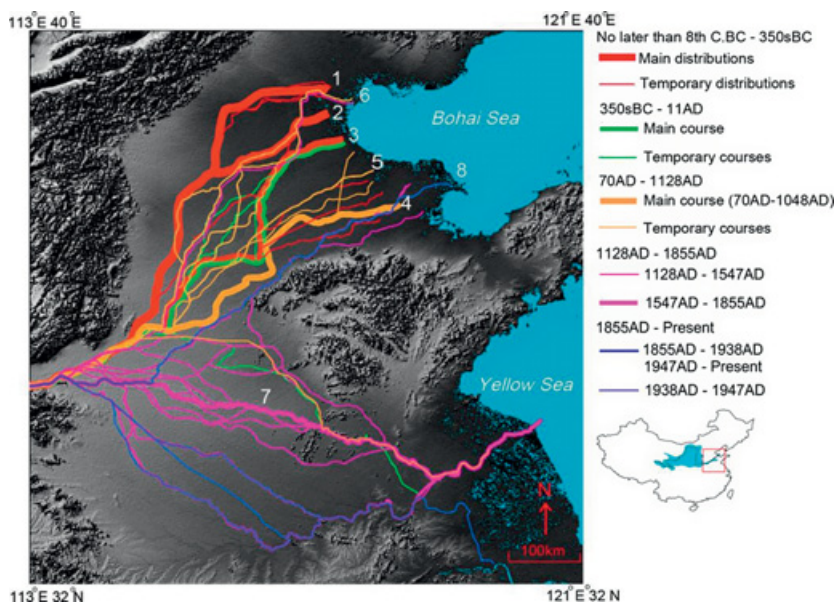 113 E 40 N
121 E 40 N
No later than 8th C.BC - 350sBC
Main distributions
Temporary distributions
350sBC - 11AD
Main course
Temporary courses
70AD - 1128AD
Main course (70AD-1048AD)
Temporary courses
1128AD - 1855AD
1128AD - 1547AD
1547AD - 1855AD
1855AD - Present
1855AD - 1938AD
1947AD - Present
1938AD - 1947AD
1
6
2
Bohai Sea
3
5
8
4
7
Yellow Sea
N
100km
113 E 32 N
121 E 32 N